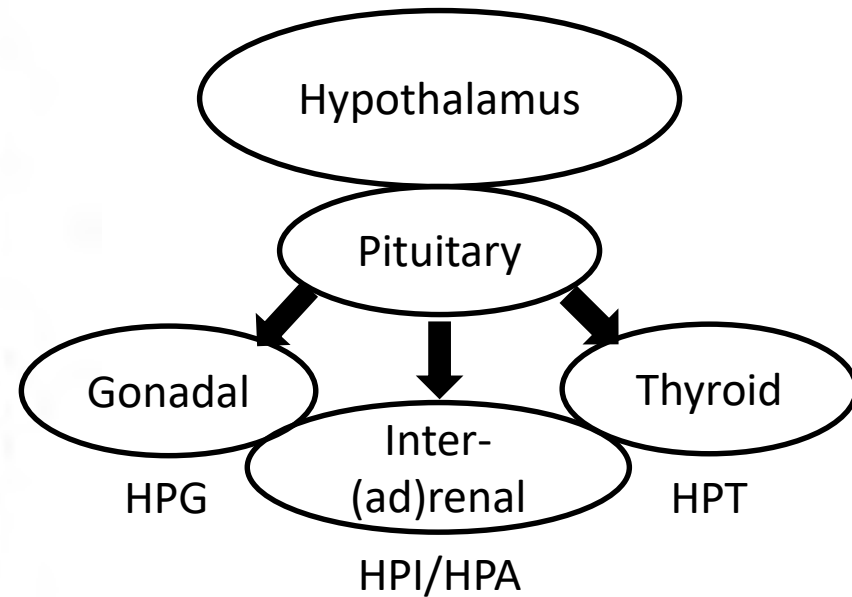 Hypothalamus
Pituitary
Gonadal
Thyroid
Inter-
(ad)renal
HPG
HPT
HPI/HPA